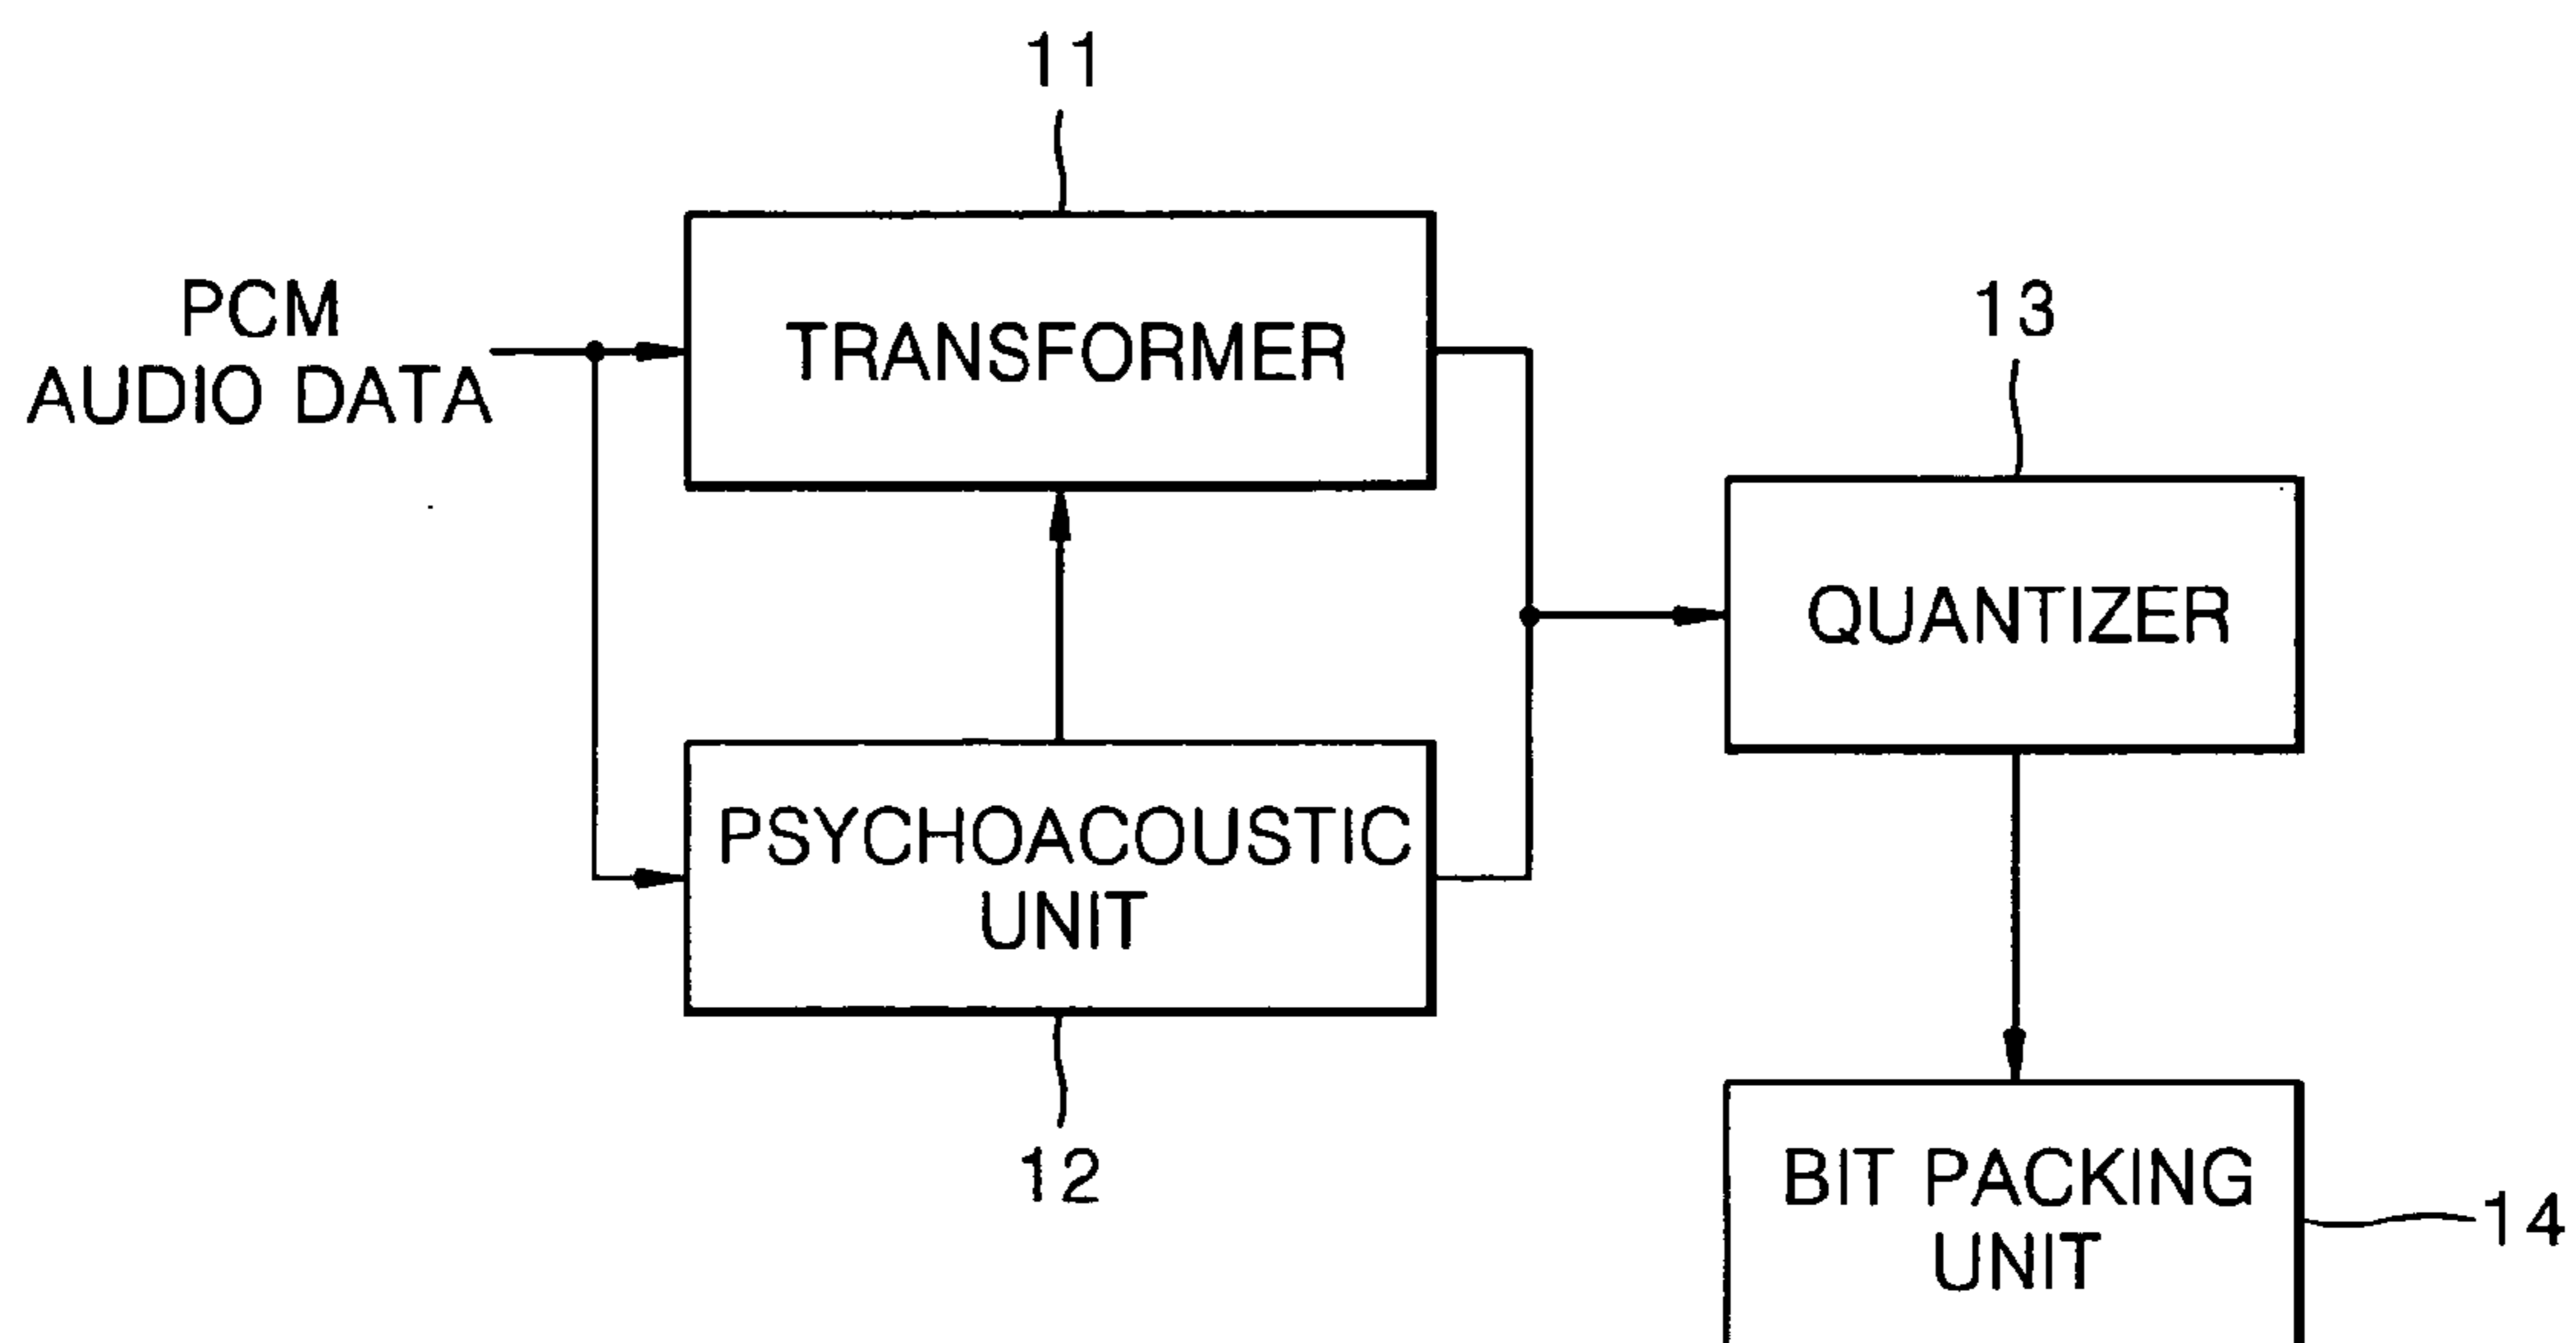 11
PCM
AUDIO DATA
TRANSFORMER
13
QUANTIZER
PSYCHOACOUSTIC
UNIT
12
BIT PACKING
UNIT
14